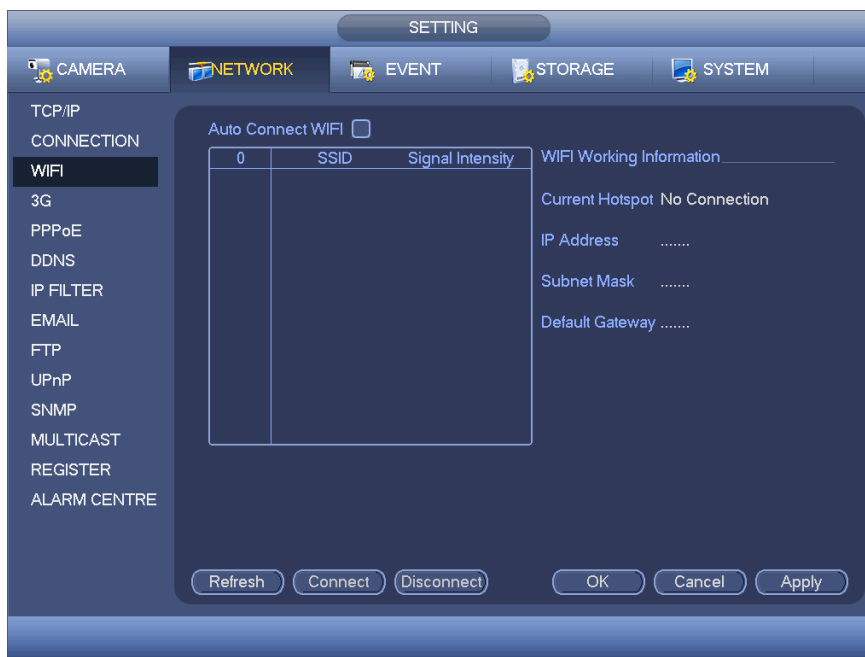 SETTING
CAMERA NETWORK EVENT STORAGE SYSTEM
TCP/IP
CONNECTION
WIFI
3G
PPPoE
DDNS
IP FILTER
EMAIL
FTP
UPnP
SNMP
MULTICAST
REGISTER
ALARM CENTRE
Auto Connect WIFI
0 SSID Signal Intensity
WIFI Working Information
Current Hotspot No Connection
IP Address .......
Subnet Mask .......
Default Gateway .......
Refresh Connect Disconnect OK Cancel Apply